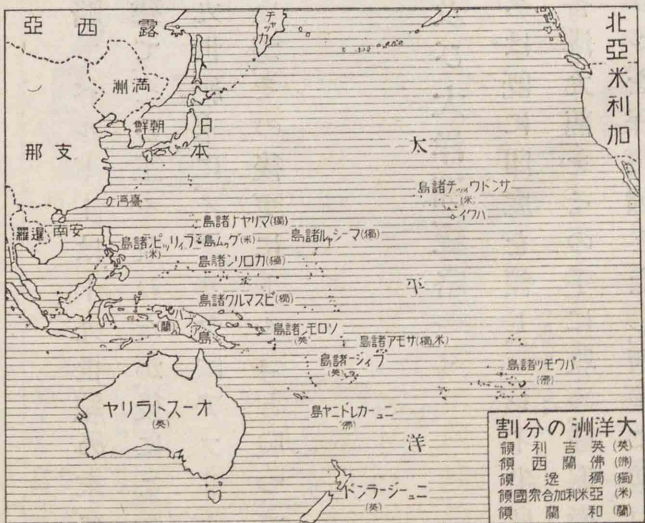 北亞米利加
露西亞
チャッカ
満洲
朝鮮
日本
支那
臺湾
安南
暹羅
太平洋
サンドウィッチ諸島
(米)
ハワイ
(獨)マリヤナ諸島
(米)グワム島
フィリッピン諸島
(米)
(獨)マーシャル諸島
(獨)カロリン諸島
(獨)ビスマルク諸島
(蘭)
島
ソロモン諸島
(英)
(獨,米)サモア諸島
フィジー諸島
(英)
パウモツ諸島
(佛)
オーストラリヤ
(英)
ニューカレドニヤ島
(佛)
ニュージーランド
(英)
大洋洲の分割
(英)英吉利領
(佛)佛蘭西領
(獨)獨逸領
(米)亞米利加合衆國領
(蘭)和蘭領